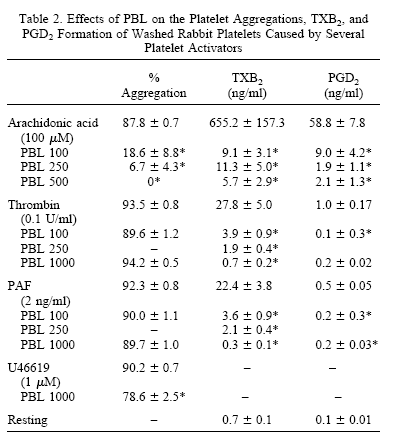 Table 2. Effects of PBL on the Platelet Aggregations, TXB2, and
PGD2 Formation of Washed Rabbit Platelets Caused by Several
Platelet Activators
% Aggregation TXB2 (ng/ml) PGD2 (ng/ml)
Arachidonic acid 87.8 ± 0.7 655.2 ± 157.3 58.8 ± 7.8
(100 μM)
PBL 100 18.6 ± 8.8* 9.1 ± 3.1* 9.0 ± 4.2*
PBL 250 6.7 ± 4.3* 11.3 ± 5.0* 1.9 ± 1.1*
PBL 500 0* 5.7 ± 2.9* 2.1 ± 1.3*
Thrombin 93.5 ± 0.8 27.8 ± 5.0 1.0 ± 0.17
(0.1 U/ml)
PBL 100 89.6 ± 1.2 3.9 ± 0.9* 0.1 ± 0.3*
PBL 250 – 1.9 ± 0.4*
PBL 1000 94.2 ± 0.5 0.7 ± 0.2* 0.2 ± 0.02
PAF 92.3 ± 0.8 22.4 ± 3.8 0.5 ± 0.05
(2 ng/ml)
PBL 100 90.0 ± 1.1 3.6 ± 0.9* 0.2 ± 0.3*
PBL 250 – 2.1 ± 0.4*
PBL 1000 89.7 ± 1.0 0.3 ± 0.1* 0.2 ± 0.03*
U46619 90.2 ± 0.7 – –
(1 μM)
PBL 1000 78.6 ± 2.5* – –
Resting – 0.7 ± 0.1 0.1 ± 0.01